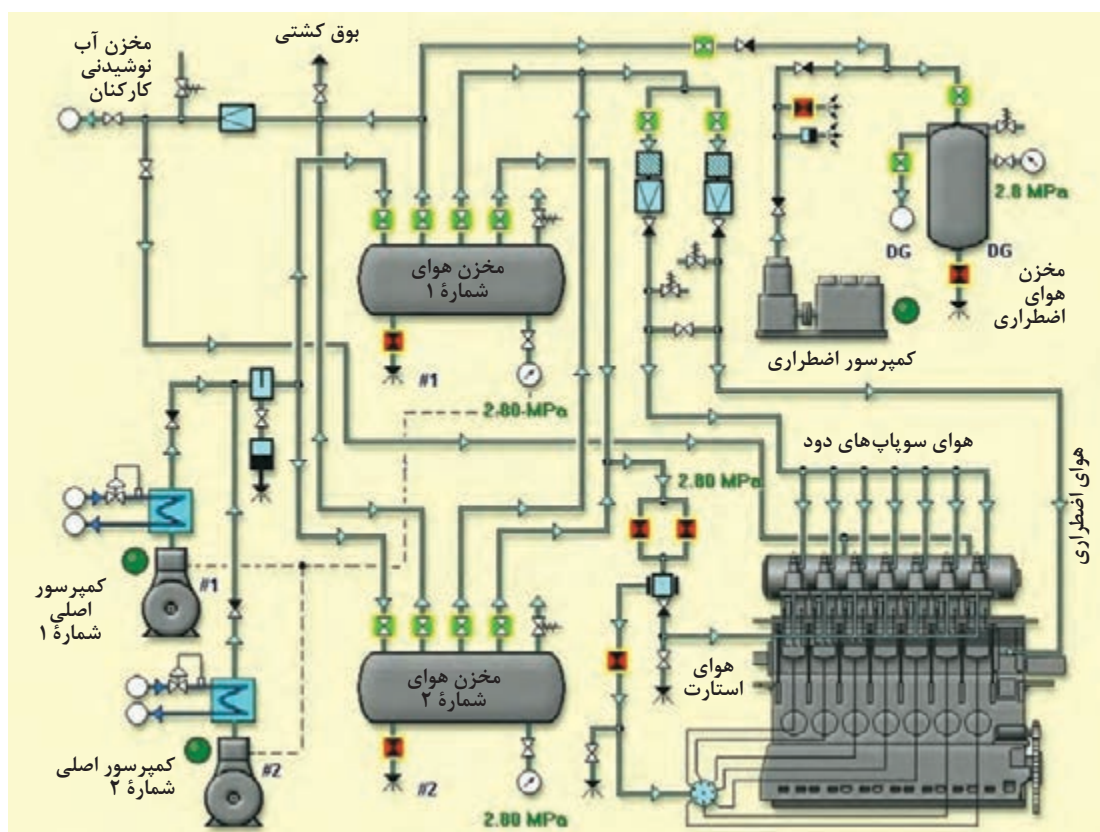 مخزن آب
نوشیدنی
کارکنان
بوق کشتی
مخزن هوای
شمارهٔ ۱
#1
2.80 MPa
2.8 MPa
DG
DG
مخزن
هوای
اضطراری
کمپرسور اضطراری
هوای سوپاپ‌های دود
2.80 MPa
هوای اضطراری
#1
کمپرسور
اصلی
شمارهٔ ۱
هوای
استارت
مخزن هوای
شمارهٔ ۲
#2
کمپرسور اصلی
شمارهٔ ۲
#2
2.80 MPa